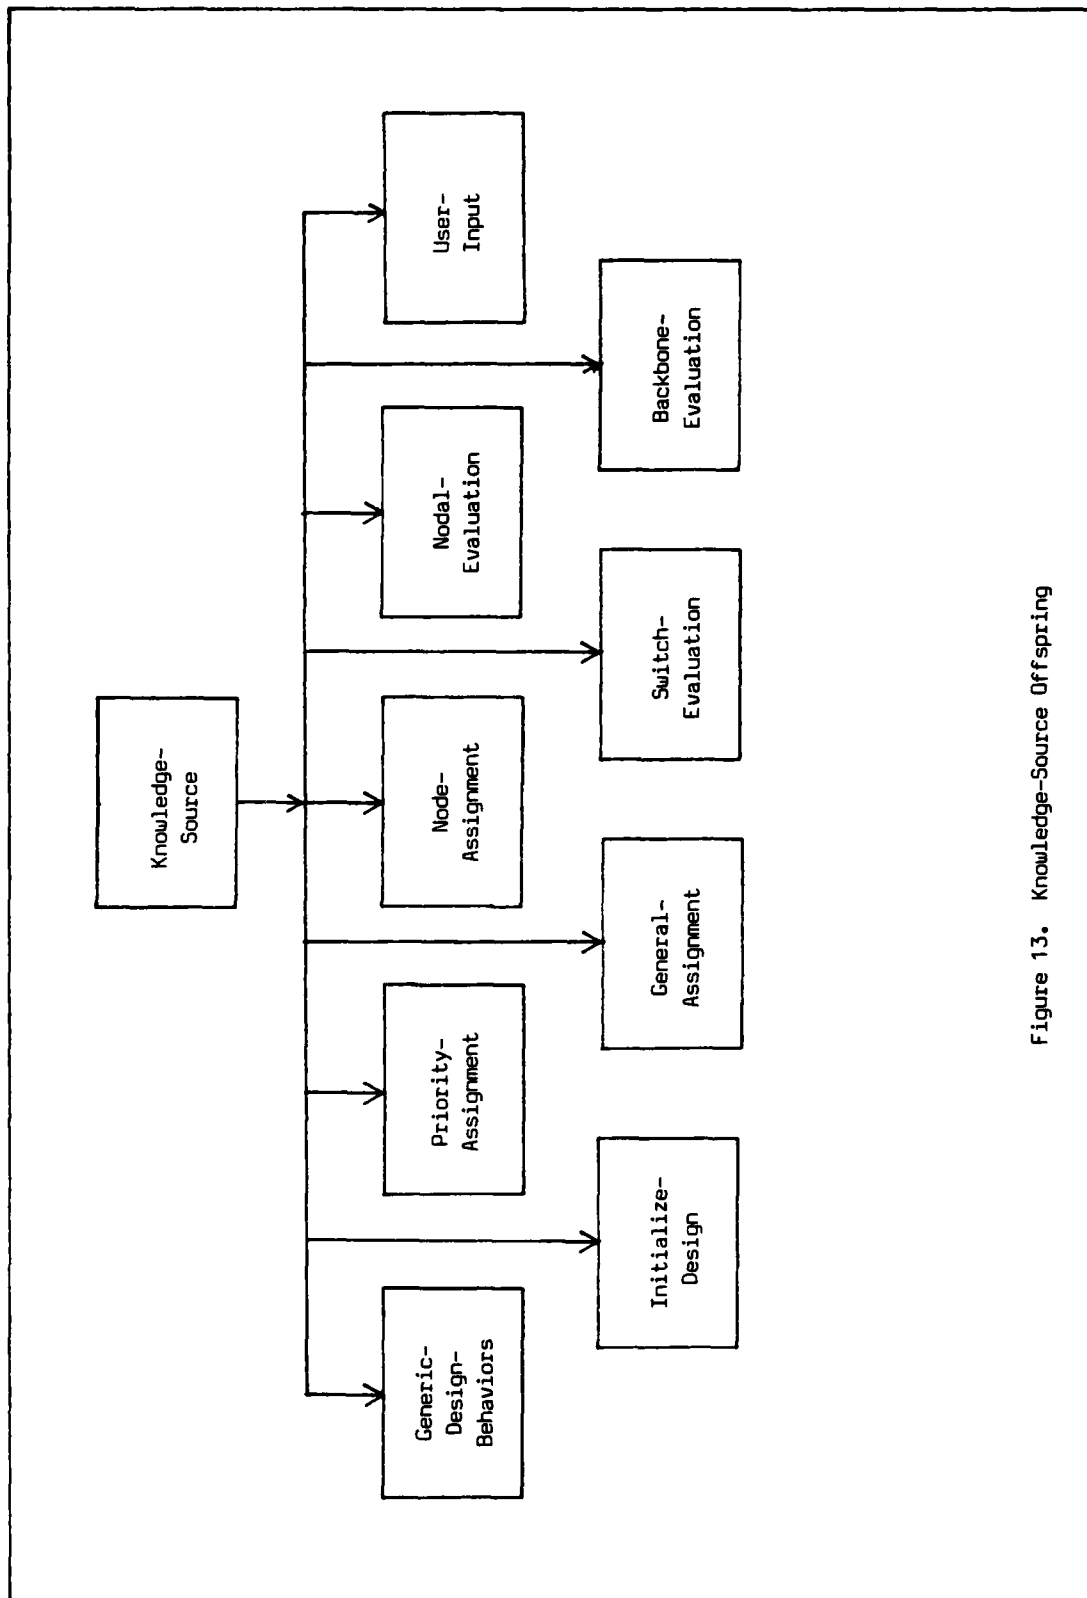 Knowledge-
Source
Generic-
Design-
Behaviors
Priority-
Assignment
Node-
Assignment
Nodal-
Evaluation
User-
Input
Initialize-
Design
General-
Assignment
Switch-
Evaluation
Backbone-
Evaluation
Figure 13. Knowledge-Source Offspring